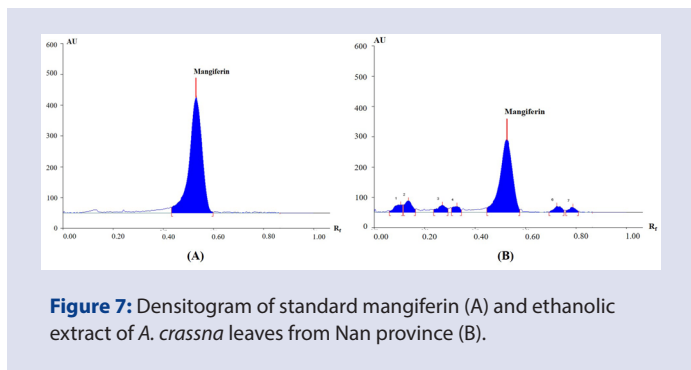 AU
600
500
400
300
200
100
0
Mangiferin
0.00 0.20 0.40 0.60 0.80 1.00 Rf
(A)
AU
600
500
400
300
200
100
0
Mangiferin
0.00 0.20 0.40 0.60 0.80 1.00 Rf
(B)
Figure 7: Densitogram of standard mangiferin (A) and ethanolic
extract of A. crassna leaves from Nan province (B).